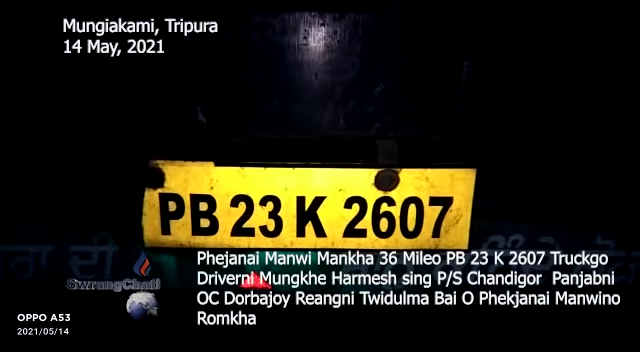 Mungiakami, Tripura
14 May, 2021
PB 23 K 2607
ਰਾ ਦੀ
Phejanai Manwi Mankha 36 Mileo PB 23 K 2607 Truckgo
Driverni Mungkhe Harmesh sing P/S Chandigor Panjabni
OC Dorbajoy Reangni Twidulma Bai O Phekjanai Manwino
Romkha
SwrangChati
OPPO A53
2021/05/14